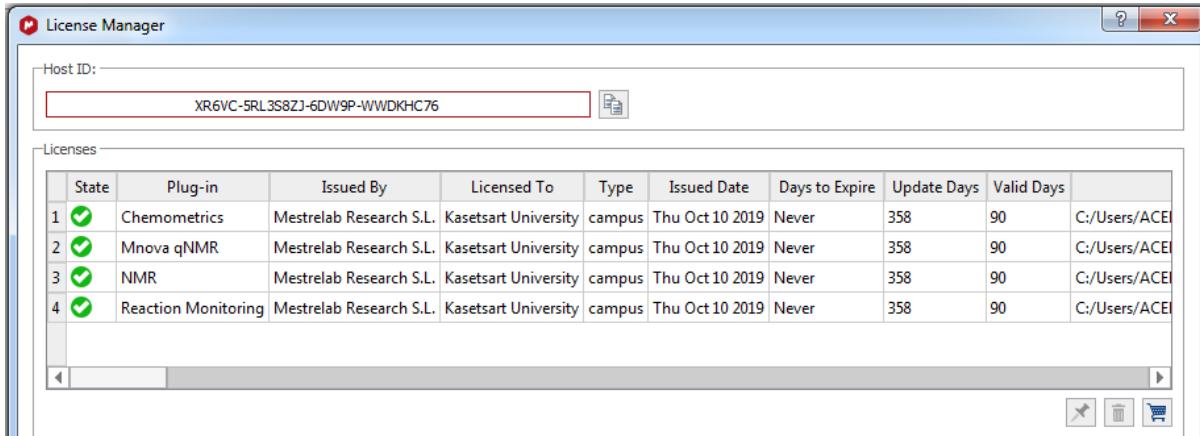 License Manager
Host ID:
XR6VC-5RL3S8ZJ-6DW9P-WWDKHC76
Licenses
State Plug-in Issued By Licensed To Type Issued Date Days to Expire Update Days Valid Days
1 Chemometrics Mestrelab Research S.L. Kasetsart University campus Thu Oct 10 2019 Never 358 90 C:/Users/ACEI
2 Mnova qNMR Mestrelab Research S.L. Kasetsart University campus Thu Oct 10 2019 Never 358 90 C:/Users/ACEI
3 NMR Mestrelab Research S.L. Kasetsart University campus Thu Oct 10 2019 Never 358 90 C:/Users/ACEI
4 Reaction Monitoring Mestrelab Research S.L. Kasetsart University campus Thu Oct 10 2019 Never 358 90 C:/Users/ACEI